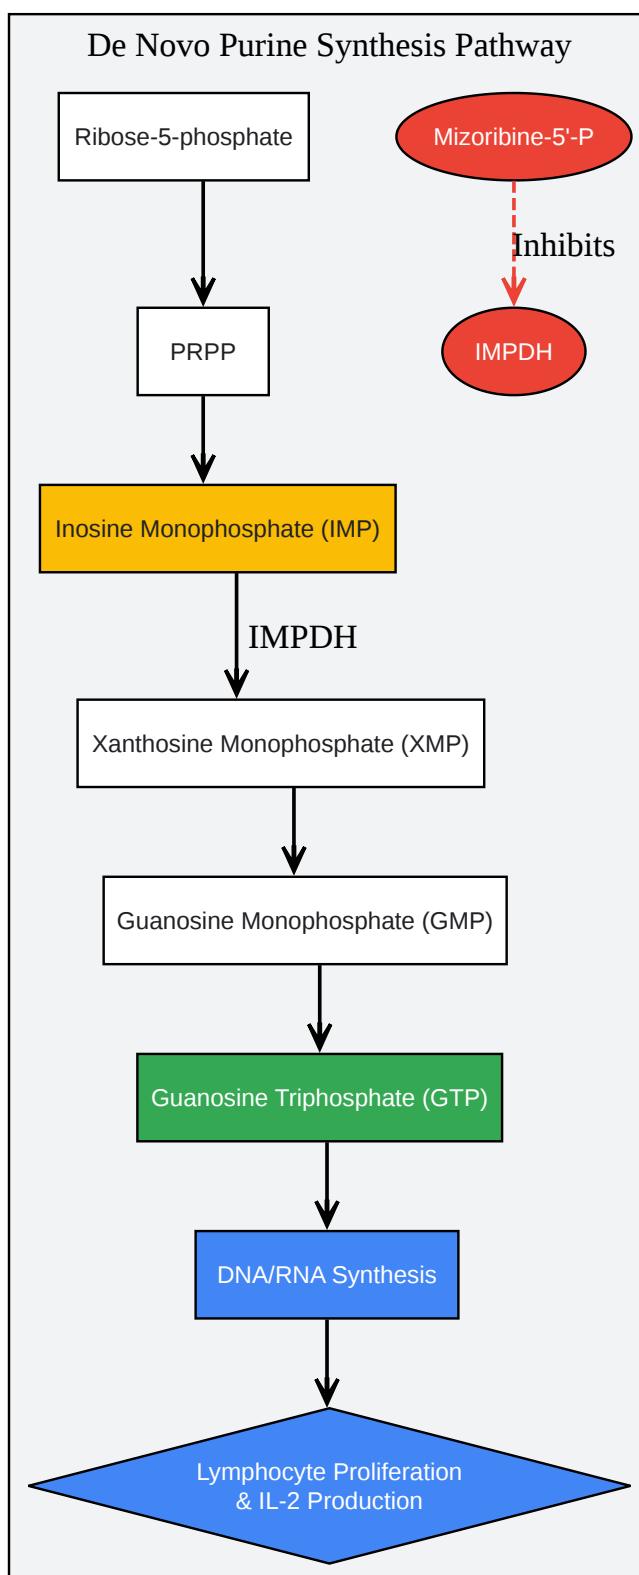 De Novo Purine Synthesis Pathway
Ribose-5-phosphate
Mizoribine-5'-P
Inhibits
PRPP
IMPDH
Inosine Monophosphate (IMP)
IMPDH
Xanthosine Monophosphate (XMP)
Guanosine Monophosphate (GMP)
Guanosine Triphosphate (GTP)
DNA/RNA Synthesis
Lymphocyte Proliferation
& IL-2 Production